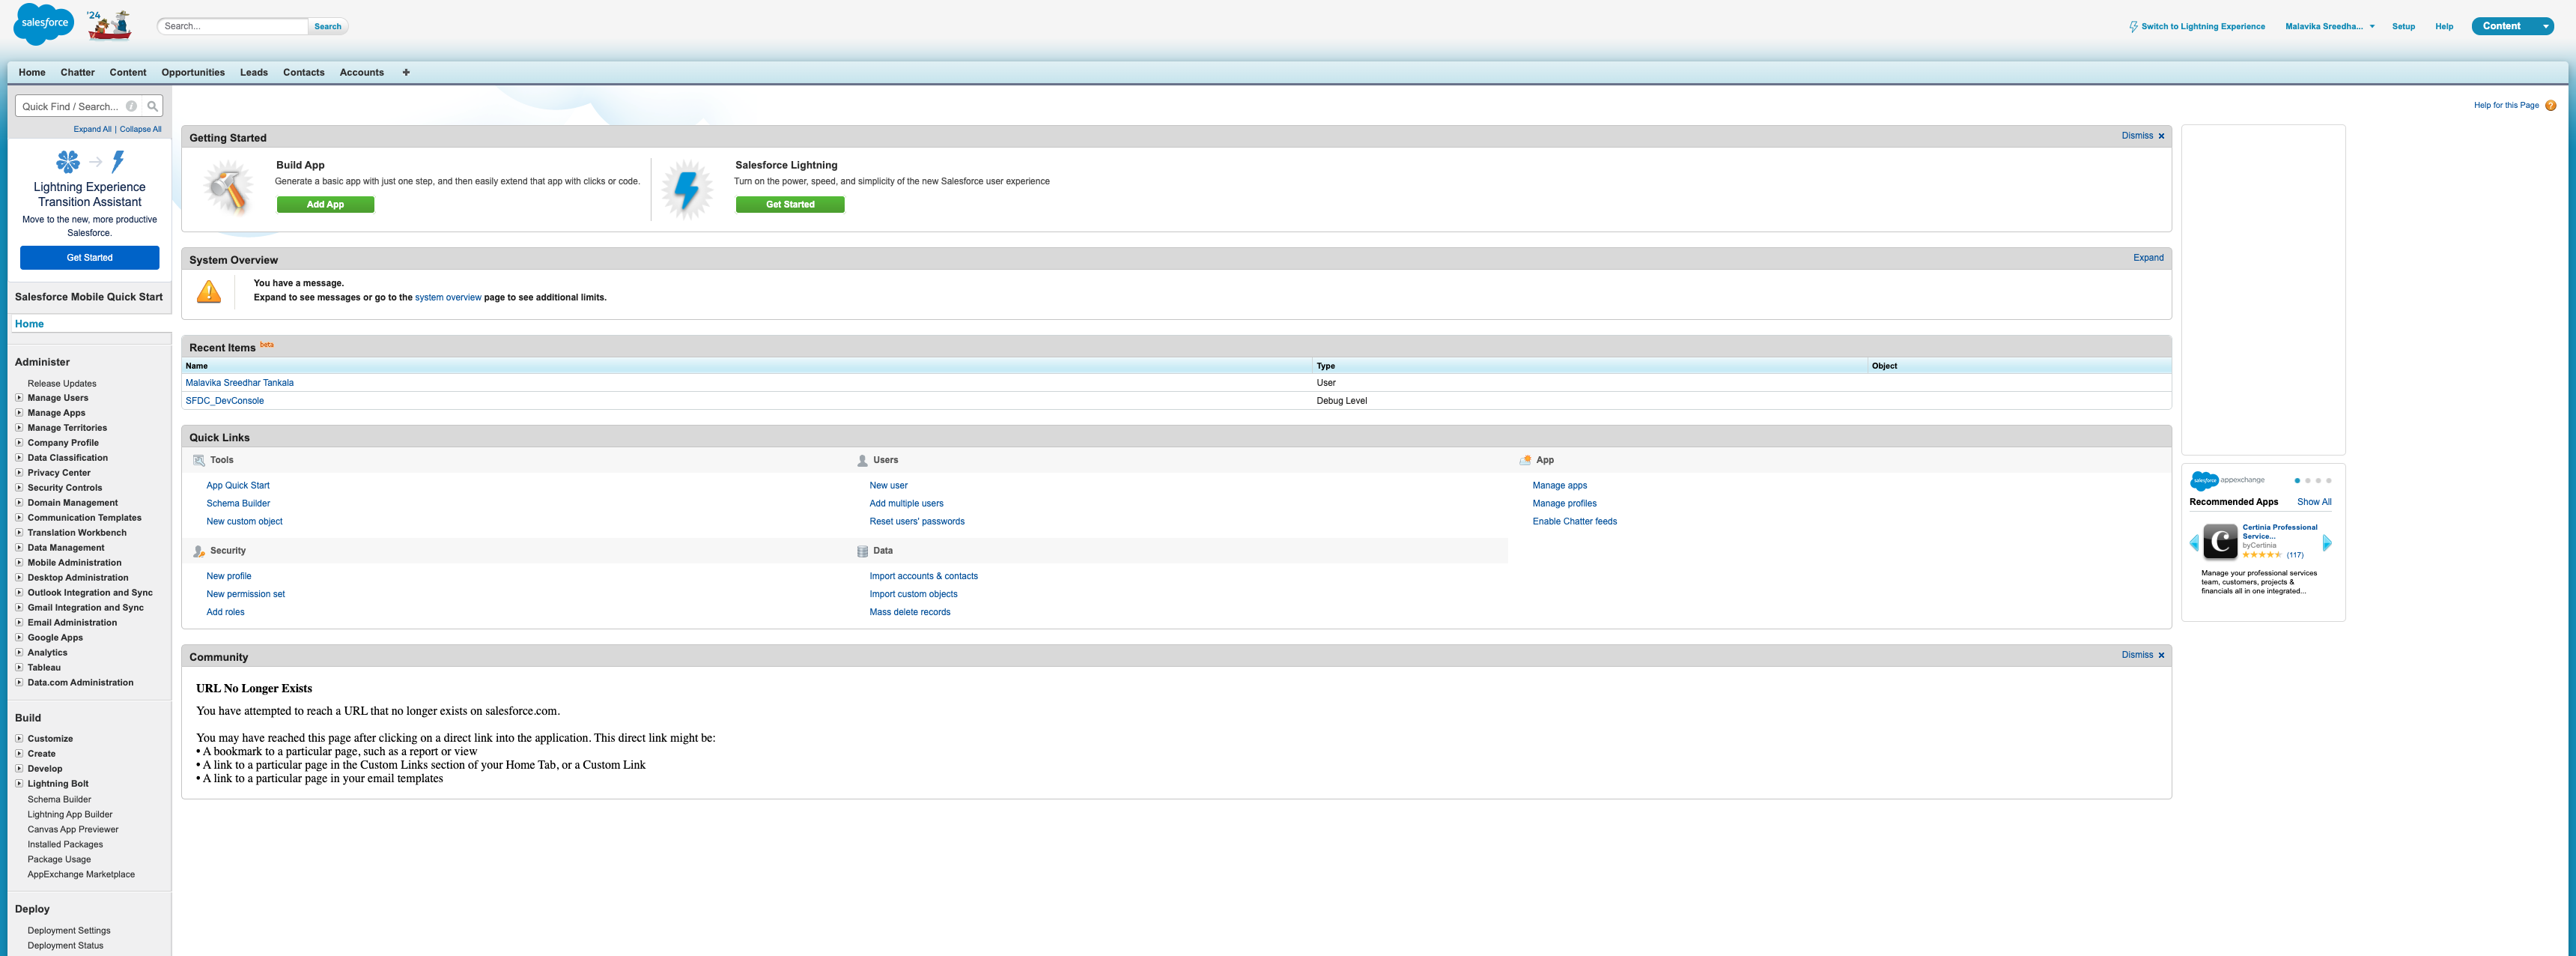 salesforce
'24
Search...
Search
Switch to Lightning Experience
Malavika Sreedha...
Setup
Help
Content
Home
Chatter
Content
Opportunities
Leads
Contacts
Accounts
+
Quick Find / Search...
Expand All | Collapse All
Lightning Experience
Transition Assistant
Move to the new, more productive
Salesforce.
Get Started
Salesforce Mobile Quick Start
Home
Administer
Release Updates
Manage Users
Manage Apps
Manage Territories
Company Profile
Data Classification
Privacy Center
Security Controls
Domain Management
Communication Templates
Translation Workbench
Data Management
Mobile Administration
Desktop Administration
Outlook Integration and Sync
Gmail Integration and Sync
Email Administration
Google Apps
Analytics
Tableau
Data.com Administration
Build
Customize
Create
Develop
Lightning Bolt
Schema Builder
Lightning App Builder
Canvas App Previewer
Installed Packages
Package Usage
AppExchange Marketplace
Deploy
Deployment Settings
Deployment Status
Help for this Page
Getting Started
Dismiss
Build App
Generate a basic app with just one step, and then easily extend that app with clicks or code.
Add App
Salesforce Lightning
Turn on the power, speed, and simplicity of the new Salesforce user experience
Get Started
System Overview
Expand
You have a message.
Expand to see messages or go to the system overview page to see additional limits.
Recent Items beta
Name
Type
Object
Malavika Sreedhar Tankala
User
SFDC_DevConsole
Debug Level
Quick Links
Tools
App Quick Start
Schema Builder
New custom object
Users
New user
Add multiple users
Reset users' passwords
App
Manage apps
Manage profiles
Enable Chatter feeds
Security
New profile
New permission set
Add roles
Data
Import accounts & contacts
Import custom objects
Mass delete records
Community
Dismiss
URL No Longer Exists
You have attempted to reach a URL that no longer exists on salesforce.com.
You may have reached this page after clicking on a direct link into the application. This direct link might be:
• A bookmark to a particular page, such as a report or view
• A link to a particular page in the Custom Links section of your Home Tab, or a Custom Link
• A link to a particular page in your email templates
salesforce appexchange
Recommended Apps
Show All
Certinia Professional
Service...
byCertinia
(117)
Manage your professional services
team, customers, projects &
financials all in one integrated...